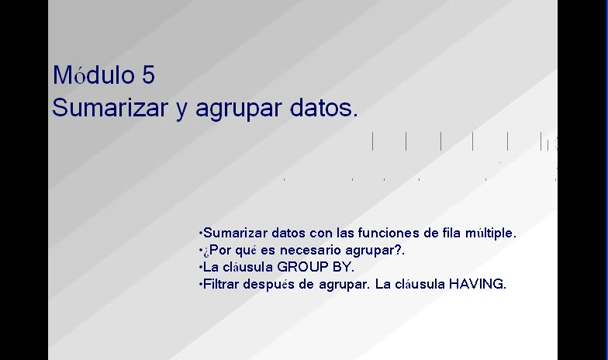 Módulo 5
Sumarizar y agrupar datos.
•Sumarizar datos con las funciones de fila múltiple.
•¿Por qué es necesario agrupar?.
•La cláusula GROUP BY.
•Filtrar después de agrupar. La cláusula HAVING.